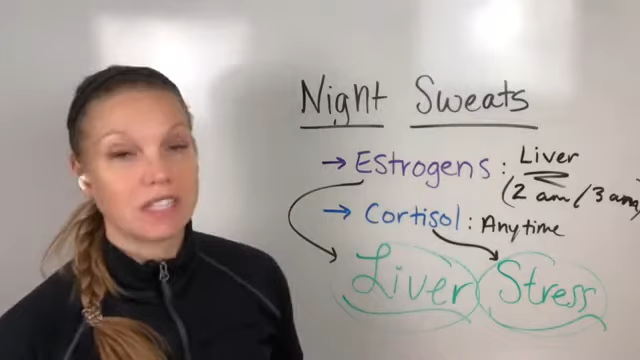 Night Sweats
→ Estrogens : Liver
(2 am / 3 am)
→ Cortisol : Anytime
Liver Stress